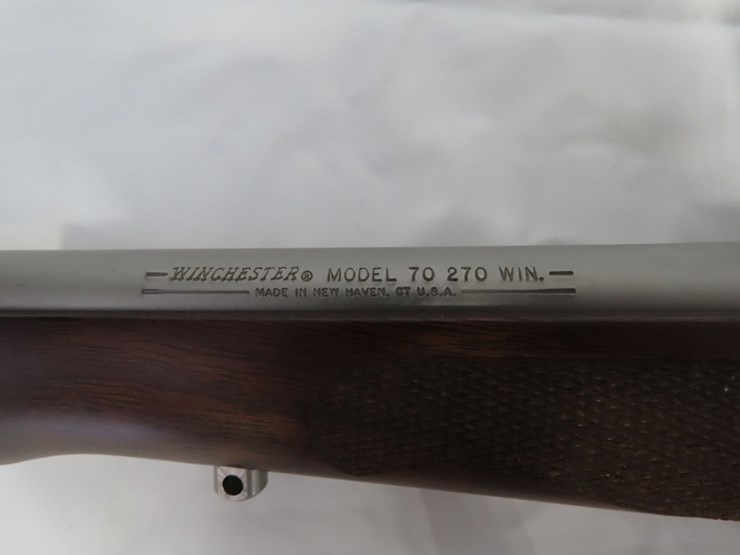 WINCHESTER® MODEL 70 270 WIN.
MADE IN NEW HAVEN, CT U.S.A.